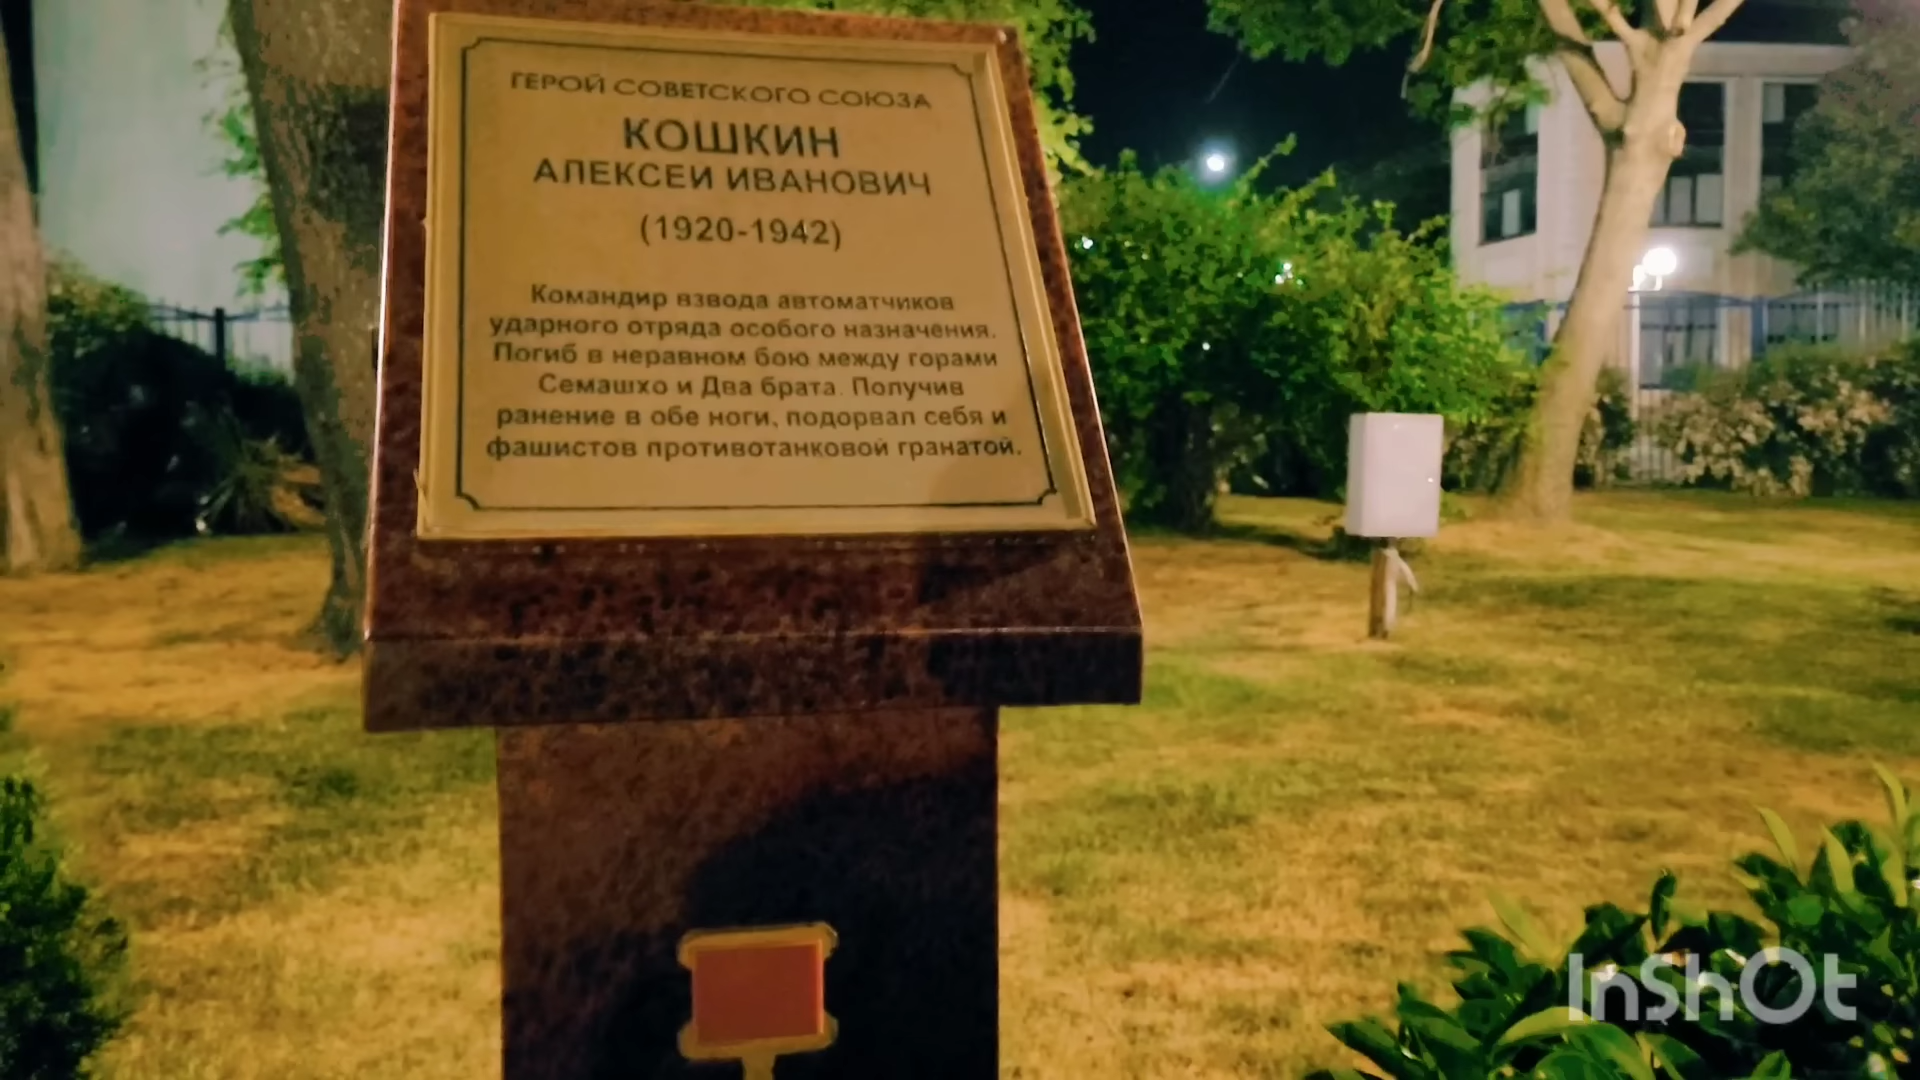 ГЕРОЙ СОВЕТСКОГО СОЮЗА
КОШКИН
АЛЕКСЕИ ИВАНОВИЧ
(1920-1942)
Командир взвода автоматчиков
ударного отряда особого назначения.
Погиб в неравном бою между горами
Семашхо и Два брата. Получив
ранение в обе ноги, подорвал себя и
фашистов противотанковой гранатой.
InShOt